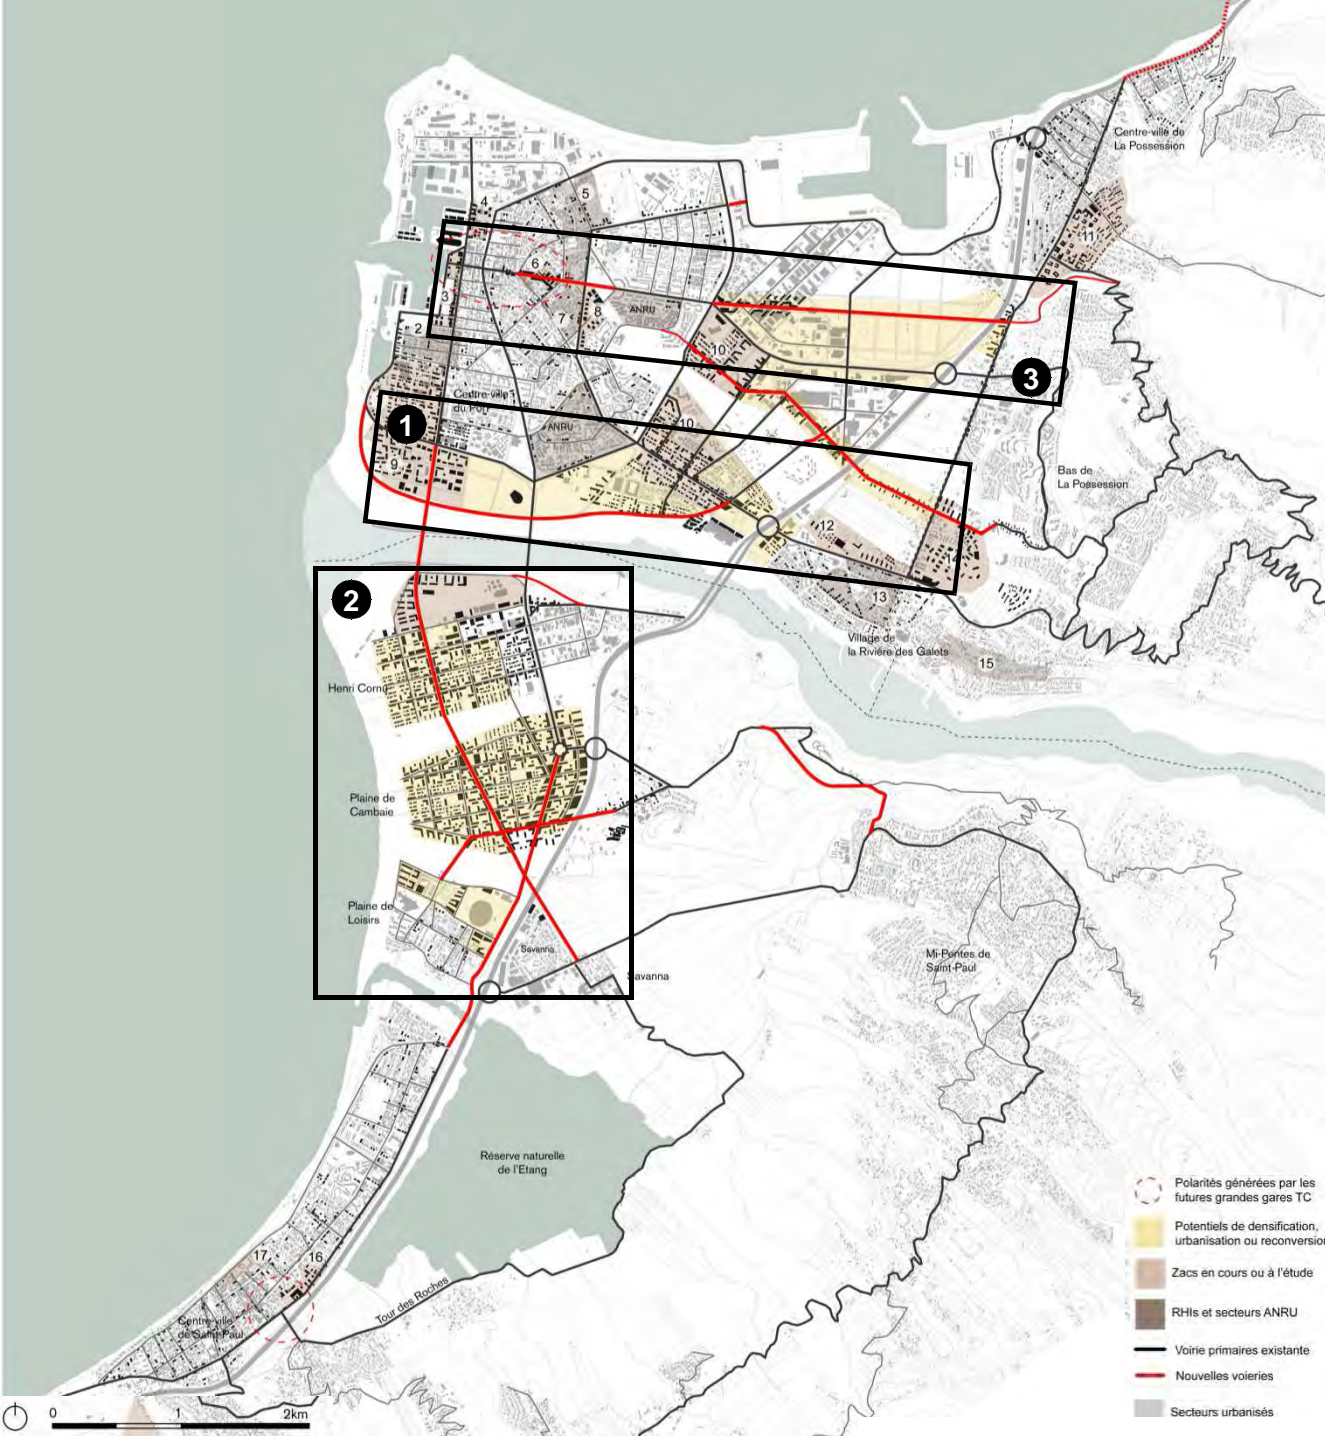 Centre-ville de
La Possession
4
5
11
6
3
7
8
ANRU
2
10
3
Centre-ville
du Port
1
ANRU
10
9
Bas de
La Possession
12
14
2
13
Village de
la Rivière des Galets
15
Henri Cornu
Plaine de
Cambaie
Plaine de
Loisirs
Savanna
Savanna
Mi-Pentes de
Saint-Paul
Réserve naturelle
de l'Etang
17
16
Tour des Roches
Centre-ville
de Saint-Paul
Polarités générées par les
futures grandes gares TC
Potentiels de densification,
urbanisation ou reconversion
Zacs en cours ou à l'étude
RHIs et secteurs ANRU
Voirie primaires existante
Nouvelles voieries
Secteurs urbanisés
0 1 2km